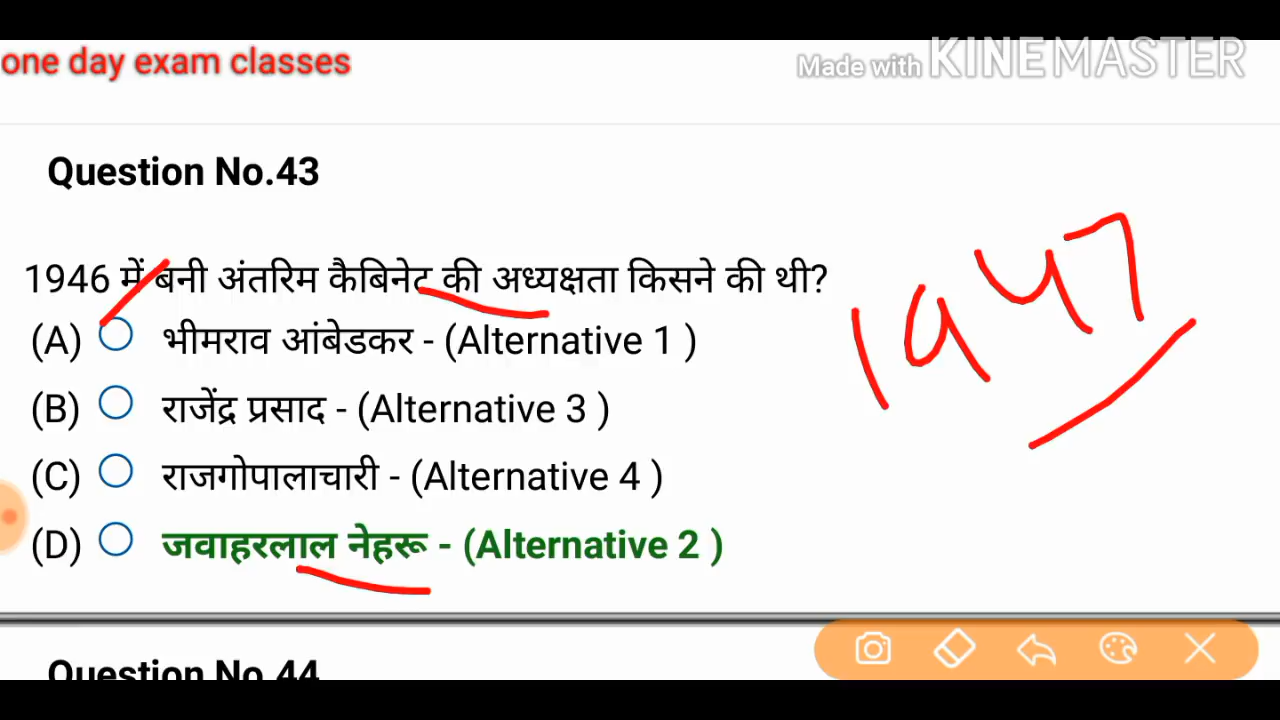 one day exam classes
Made with KINEMASTER
Question No.43
1946 में बनी अंतरिम कैबिनेट की अध्यक्षता किसने की थी?
(A) भीमराव आंबेडकर - (Alternative 1 )
(B) राजेंद्र प्रसाद - (Alternative 3 )
(C) राजगोपालाचारी - (Alternative 4 )
(D) जवाहरलाल नेहरू - (Alternative 2 )
1947
Question No.44